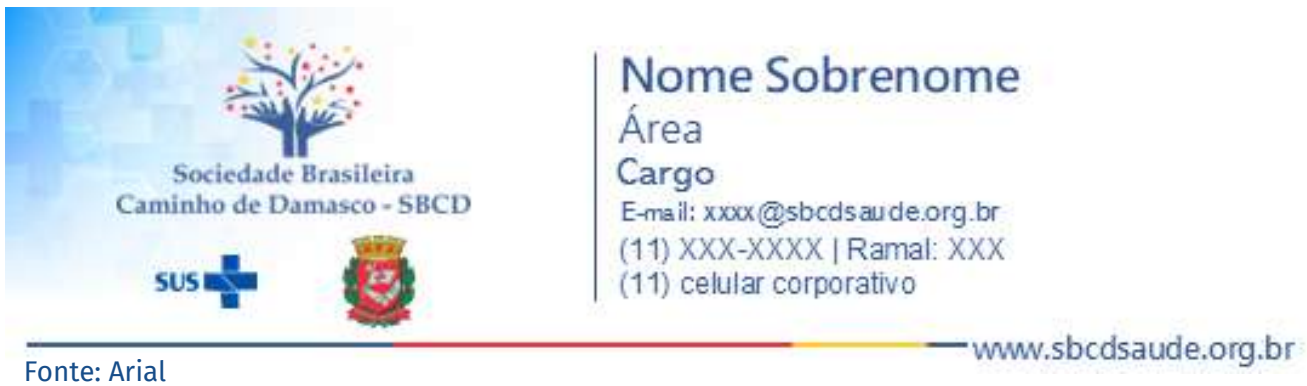 Sociedade Brasileira
Caminho de Damasco - SBCD
SUS
Nome Sobrenome
Área
Cargo
E-mail: xxxx@sbcdsaude.org.br
(11) XXX-XXXX | Ramal: XXX
(11) celular corporativo
www.sbcdsaude.org.br
Fonte: Arial